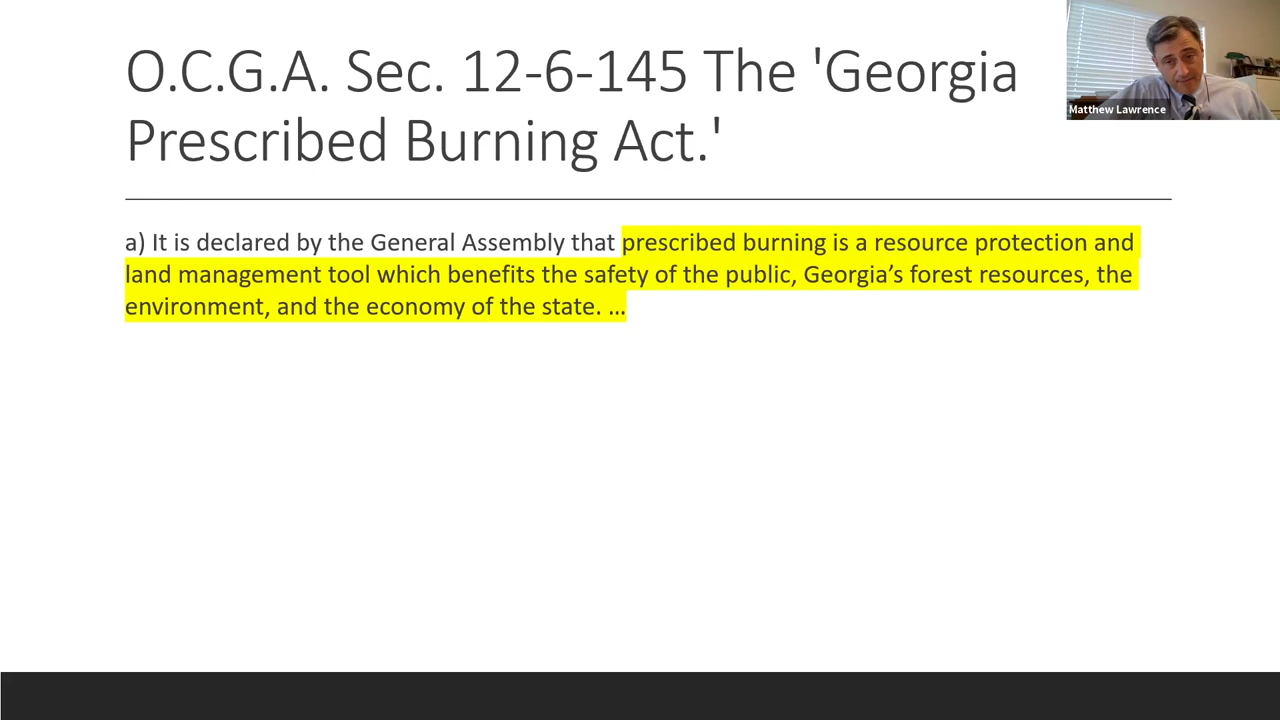 O.C.G.A. Sec. 12-6-145 The 'Georgia
Prescribed Burning Act.'
Matthew Lawrence
a) It is declared by the General Assembly that prescribed burning is a resource protection and
land management tool which benefits the safety of the public, Georgia’s forest resources, the
environment, and the economy of the state. …